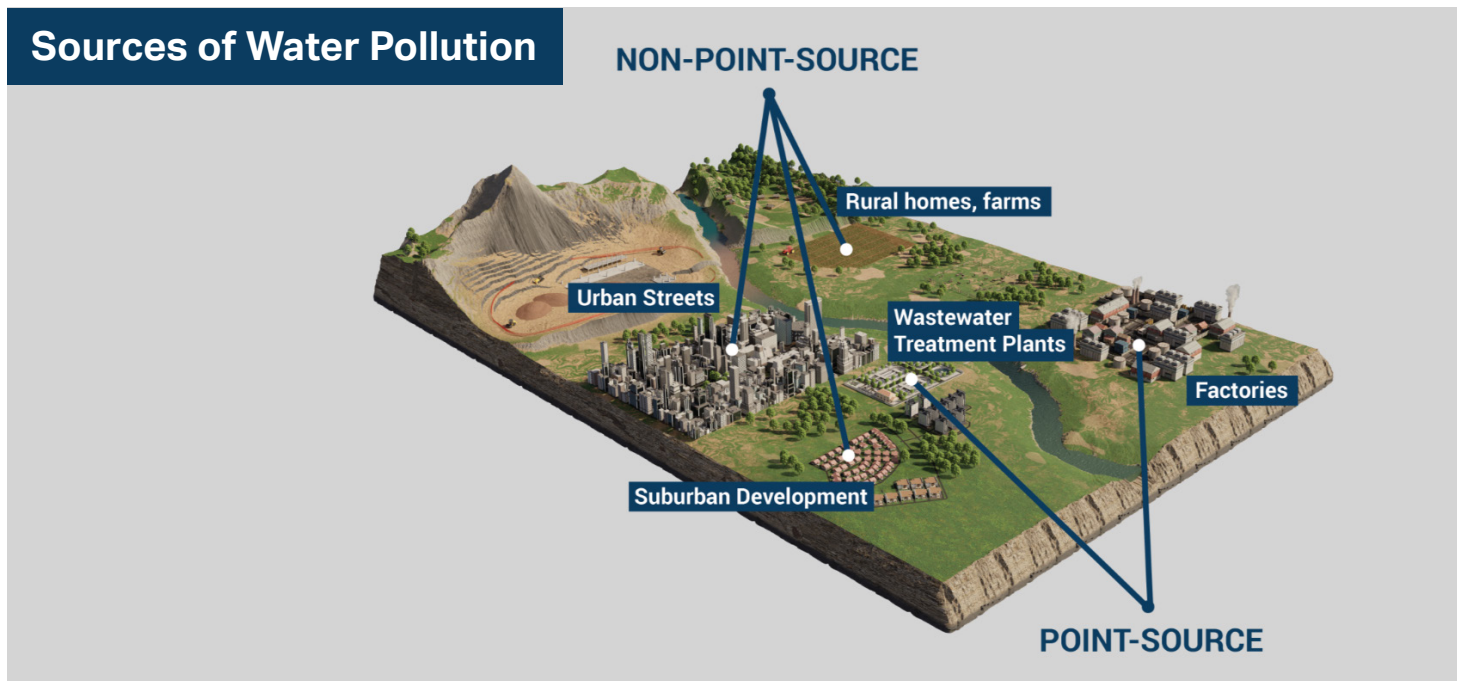 Sources of Water Pollution
NON-POINT-SOURCE
Rural homes, farms
Urban Streets
Wastewater
Treatment Plants
Factories
Suburban Development
POINT-SOURCE